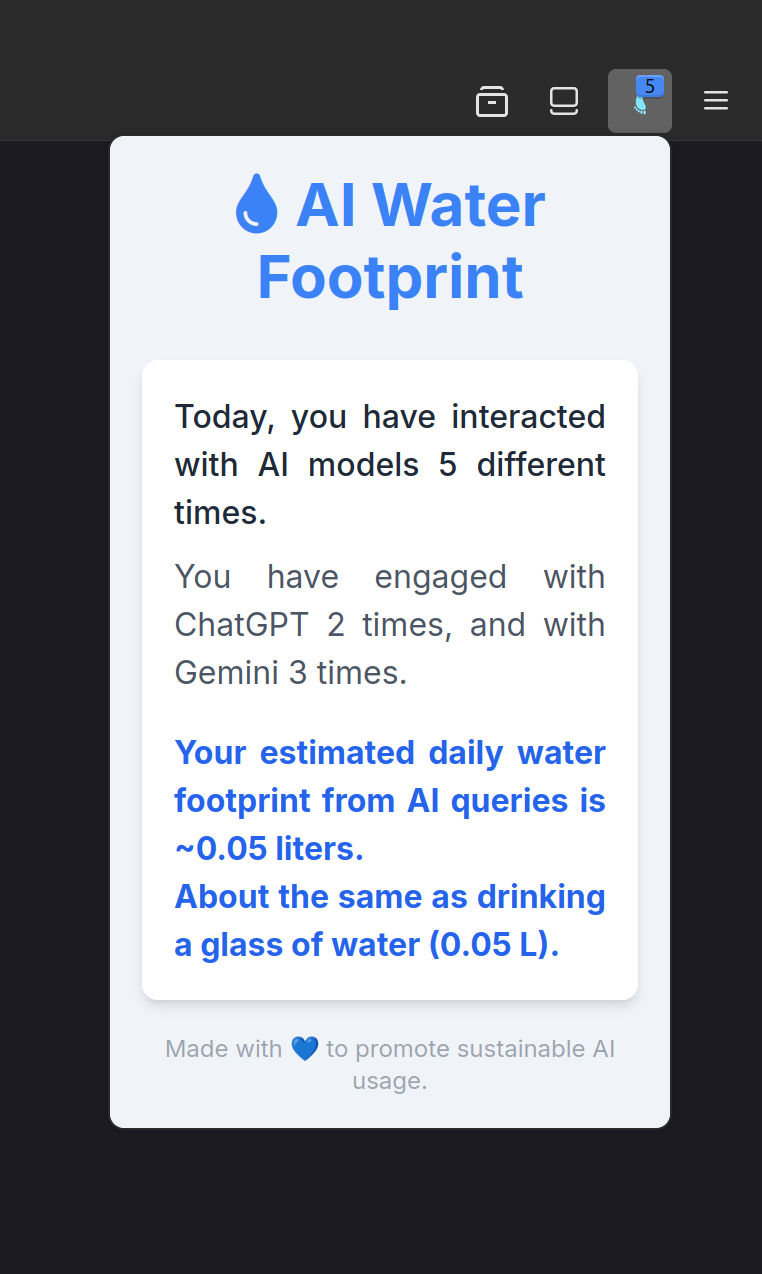 5
AI Water
Footprint
Today, you have interacted
with AI models 5 different
times.
You have engaged with
ChatGPT 2 times, and with
Gemini 3 times.
Your estimated daily water
footprint from AI queries is
~0.05 liters.
About the same as drinking
a glass of water (0.05 L).
Made with 💙 to promote sustainable AI
usage.